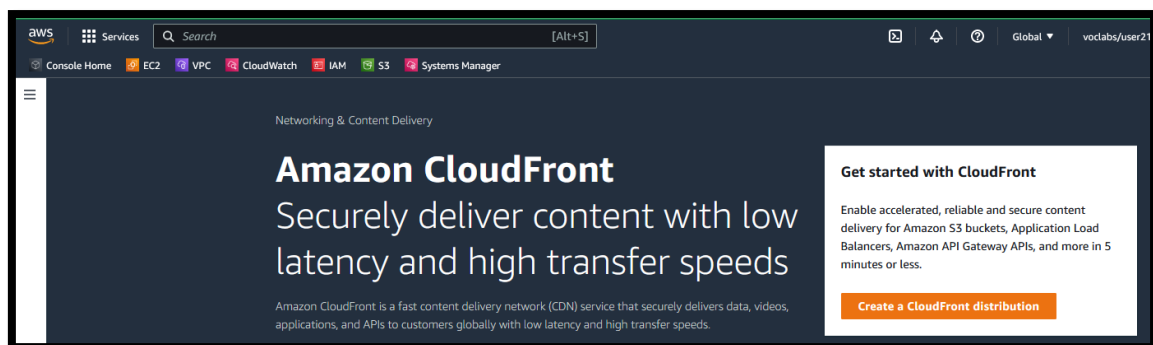 aws
Services
Search
[Alt+S]
Global
voclabs/user21
Console Home
EC2
VPC
CloudWatch
IAM
S3
Systems Manager
Networking & Content Delivery
Amazon CloudFront
Securely deliver content with low
latency and high transfer speeds
Amazon CloudFront is a fast content delivery network (CDN) service that securely delivers data, videos,
applications, and APIs to customers globally with low latency and high transfer speeds.
Get started with CloudFront
Enable accelerated, reliable and secure content
delivery for Amazon S3 buckets, Application Load
Balancers, Amazon API Gateway APIs, and more in 5
minutes or less.
Create a CloudFront distribution